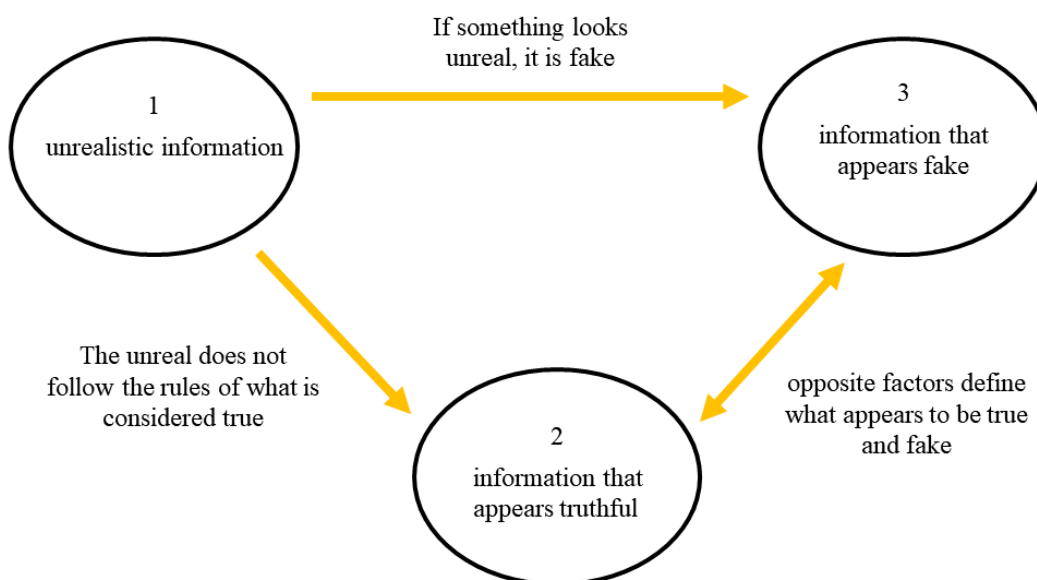 If something looks
unreal, it is fake
1
unrealistic information
3
information that
appears fake
The unreal does not
follow the rules of what is
considered true
opposite factors define
what appears to be true
and fake
2
information that
appears truthful